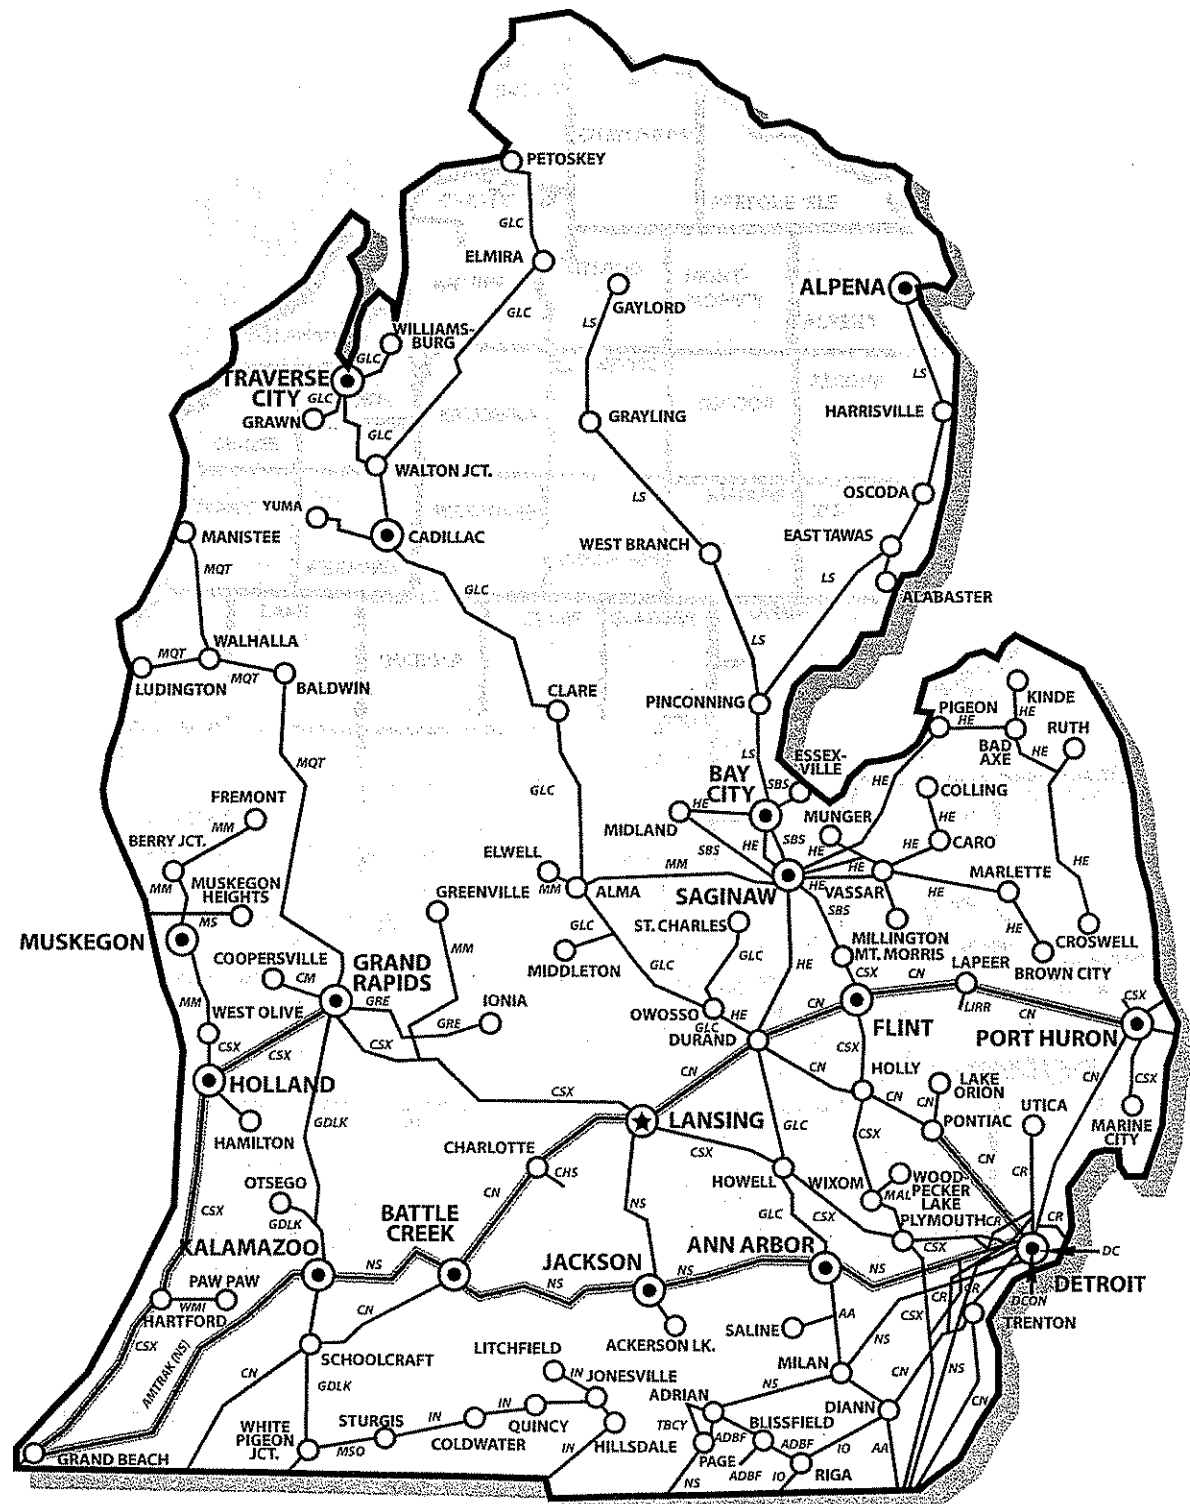 PETOSKEY
GLC
ELMIRA
GLC
GAYLORD
LS
ALPENA
WILLIAMS-
BURG
GLC
TRAVERSE
CITY
GLC
GRAWN
GLC
LS
HARRISVILLE
GRAYLING
WALTON JCT.
LS
OSCODA
YUMA
CADILLAC
MANISTEE
WEST BRANCH
EAST TAWAS
LS
ALABASTER
MQT
GLC
WALHALLA
MQT
MQT
LUDINGTON
BALDWIN
LS
CLARE
PINCONNING
KINDE
PIGEON
HE
HE
BAD
AXE
RUTH
HE
MQT
LS
ESSEX-
VILLE
SBS
BAY
CITY
HE
GLC
HE
COLLING
HE
FREMONT
MM
BERRY JCT.
MIDLAND
HE
SBS
SBS
HE
MUNGER
HE
HE
CARO
MM
MUSKEGON
HEIGHTS
MS
ELWELL
MM
ALMA
MM
SAGINAW
HE
HE
VASSAR
HE
MARLETTE
HE
GREENVILLE
MM
GLC
ST. CHARLES
GLC
SBS
MILLINGTON
MT. MORRIS
HE
BROWN CITY
CROSWELL
MUSKEGON
COOPERSVILLE
CM
GRAND
RAPIDS
MIDDLETON
GLC
HE
CSX
CN
LAPEER
LIRR
CN
CSX
MM
WEST OLIVE
GRE
GRE
IONIA
OWOSSO
GLC
HE
DURAND
CN
FLINT
PORT HURON
CSX
CSX
CSX
HOLLAND
CSX
CN
CN
CSX
HOLLY
CN
CN
LAKE
ORION
CN
CSX
HAMILTON
GDLK
LANSING
GLC
PONTIAC
UTICA
MARINE
CITY
CHARLOTTE
CHS
CN
CSX
HOWELL
CSX
WIXOM
MAL
WOOD-
PECKER
LAKE
CN
CR
OTSEGO
GDLK
CSX
BATTLE
CREEK
NS
GLC
CSX
PLYMOUTH
CR
CR
CSX
KALAMAZOO
NS
NS
JACKSON
NS
ANN ARBOR
NS
DC
DETROIT
PAW PAW
WMI
HARTFORD
CN
ACKERSON LK.
SALINE
AA
CSX
CR
CR
DCON
TRENTON
CSX
AMTRAK (NS)
SCHOOLCRAFT
LITCHFIELD
IN
JONESVILLE
NS
MILAN
CN
NS
CN
CN
GDLK
NS
ADRIAN
DIANN
TBCY
BLISSFIELD
GRAND BEACH
WHITE
PIGEON
JCT.
MSO
STURGIS
IN
COLDWATER
QUINCY
IN
HILLSDALE
PAGE
ADBF
ADBF
IO
AA
NS
ADBF
IO
RIGA